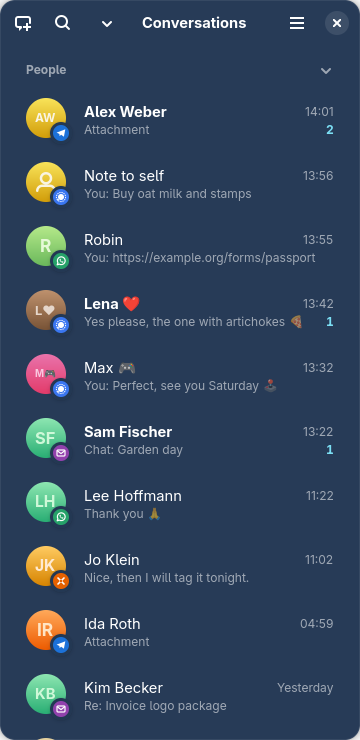 Conversations
People
AW
Alex Weber
14:01
Attachment
2
Note to self
13:56
You: Buy oat milk and stamps
R
Robin
13:55
You: https://example.org/forms/passport
L❤
Lena ❤️
13:42
Yes please, the one with artichokes 🍕
1
M🎮
Max 🎮
13:32
You: Perfect, see you Saturday 🕹️
SF
Sam Fischer
13:22
Chat: Garden day
1
LH
Lee Hoffmann
11:22
Thank you 🙏
JK
Jo Klein
11:02
Nice, then I will tag it tonight.
IR
Ida Roth
04:59
Attachment
KB
Kim Becker
Yesterday
Re: Invoice logo package